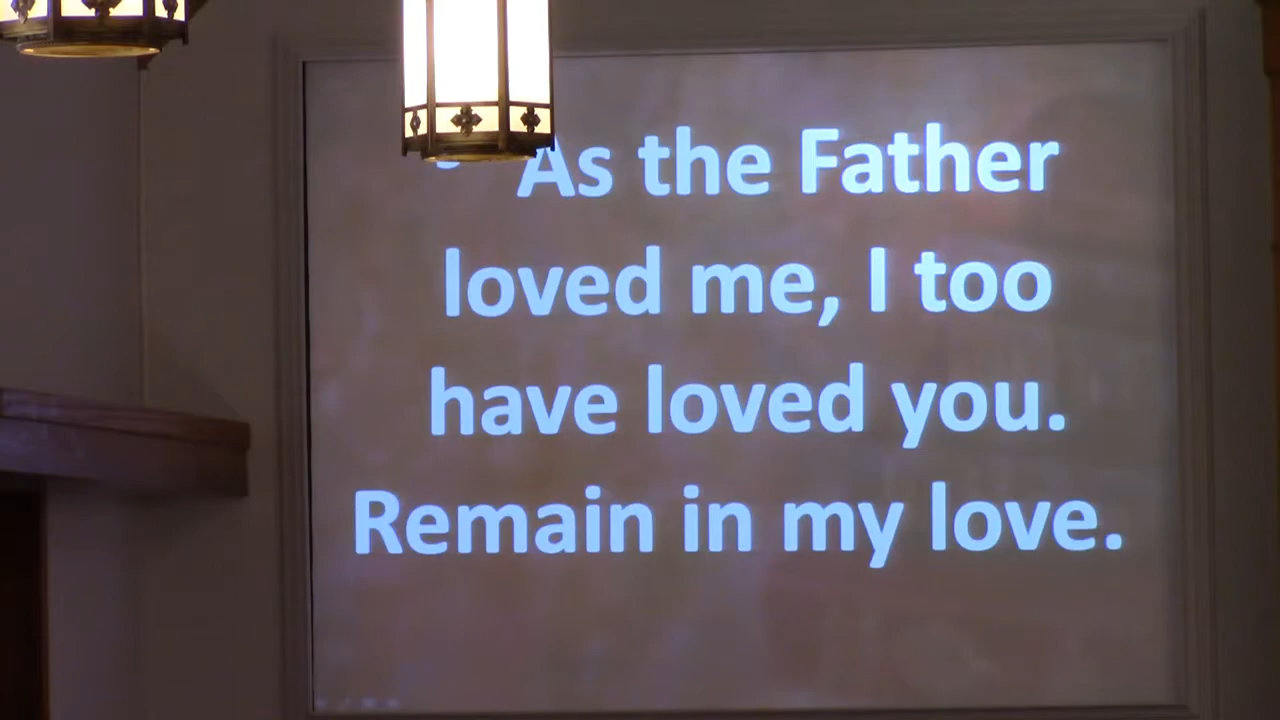 As the Father
loved me, I too
have loved you.
Remain in my love.